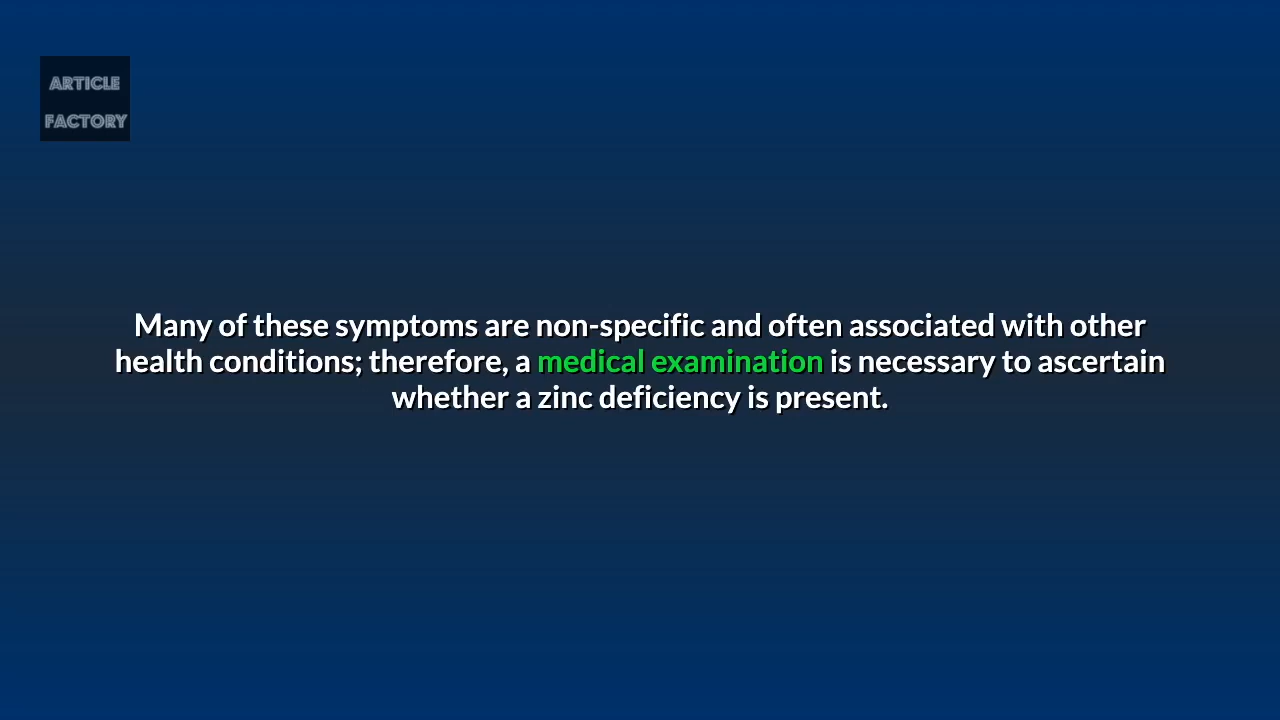 ARTICLE
FACTORY
Many of these symptoms are non-specific and often associated with other
health conditions; therefore, a medical examination is necessary to ascertain
whether a zinc deficiency is present.